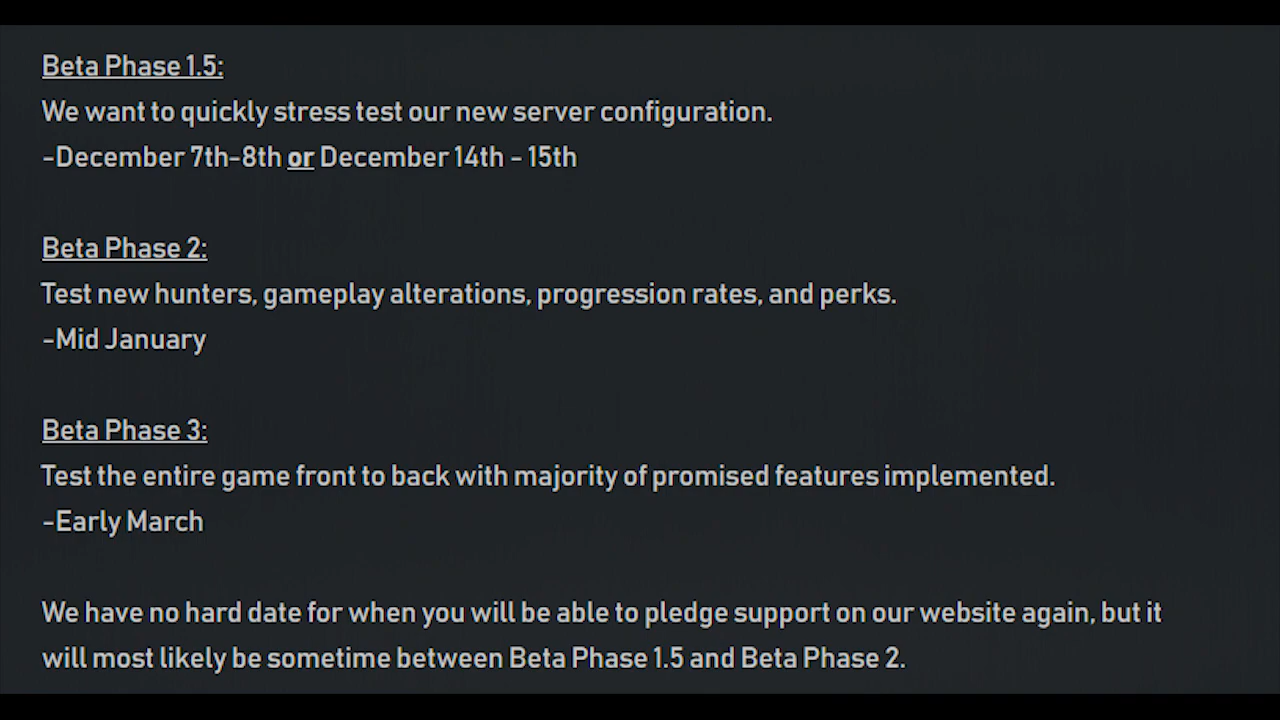 Beta Phase 1.5:
We want to quickly stress test our new server configuration.
-December 7th-8th or December 14th - 15th
Beta Phase 2:
Test new hunters, gameplay alterations, progression rates, and perks.
-Mid January
Beta Phase 3:
Test the entire game front to back with majority of promised features implemented.
-Early March
We have no hard date for when you will be able to pledge support on our website again, but it
will most likely be sometime between Beta Phase 1.5 and Beta Phase 2.